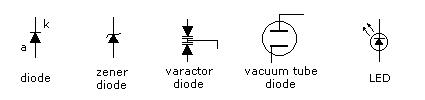 k
a
diode
zener
diode
varactor
diode
vacuum tube
diode
LED